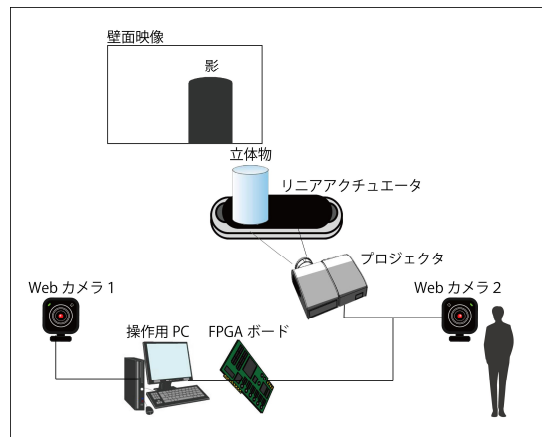 壁面映像
影
立体物
リニアアクチュエータ
プロジェクタ
Web カメラ 1
Web カメラ 2
操作用 PC
FPGA ボード